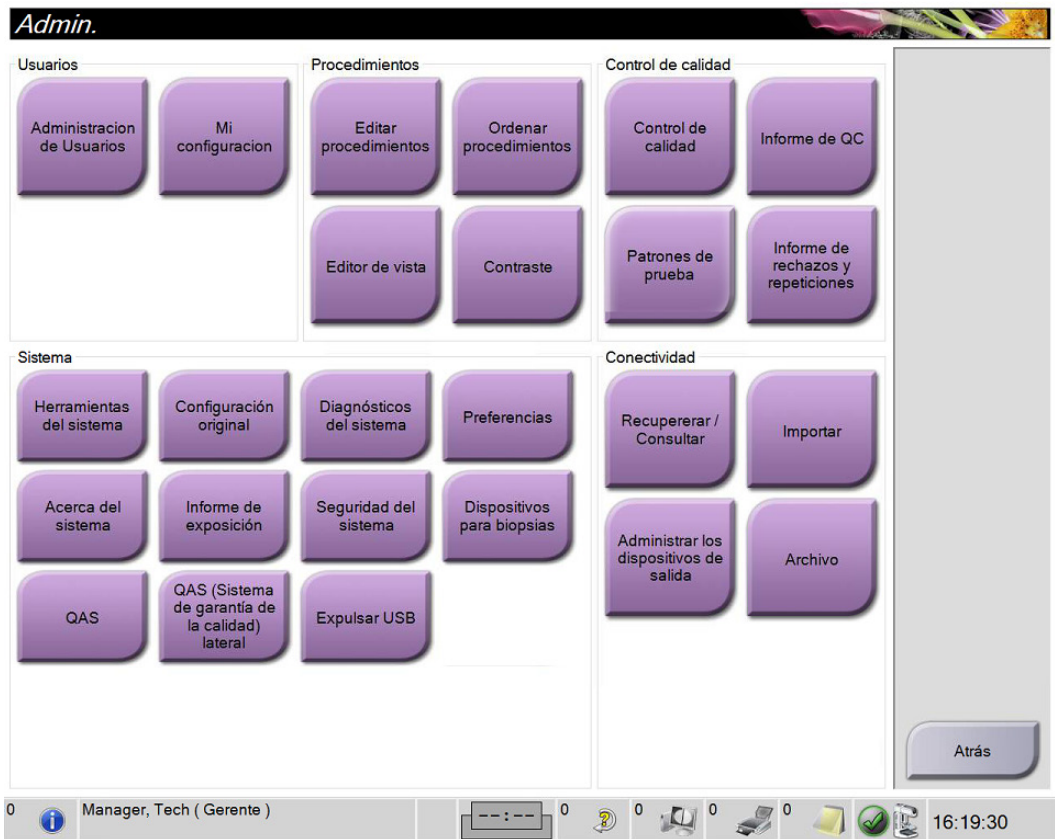 Admin.
Usuarios
Administracion
de Usuarios
Mi
configuracion
Procedimientos
Editar
procedimientos
Ordenar
procedimientos
Editor de vista
Contraste
Control de calidad
Control de
calidad
Informe de QC
Patrones de
prueba
Informe de
rechazos y
repeticiones
Sistema
Herramientas
del sistema
Configuración
original
Diagnósticos
del sistema
Preferencias
Acerca del
sistema
Informe de
exposición
Seguridad del
sistema
Dispositivos
para biopsias
QAS
QAS (Sistema
de garantía de
la calidad)
lateral
Expulsar USB
Conectividad
Recupererar /
Consultar
Importar
Administrar los
dispositivos de
salida
Archivo
Atrás
0
Manager, Tech ( Gerente )
--:--
0
0
0
0
16:19:30